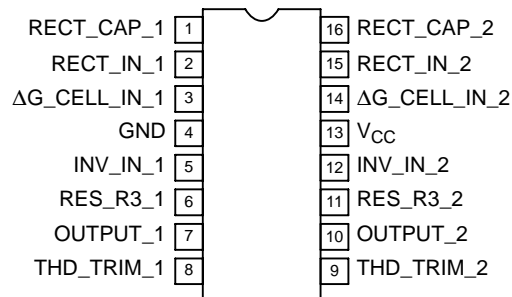 RECT_CAP_1 1 16 RECT_CAP_2
RECT_IN_1 2 15 RECT_IN_2
ΔG_CELL_IN_1 3 14 ΔG_CELL_IN_2
GND 4 13 VCC
INV_IN_1 5 12 INV_IN_2
RES_R3_1 6 11 RES_R3_2
OUTPUT_1 7 10 OUTPUT_2
THD_TRIM_1 8 9 THD_TRIM_2